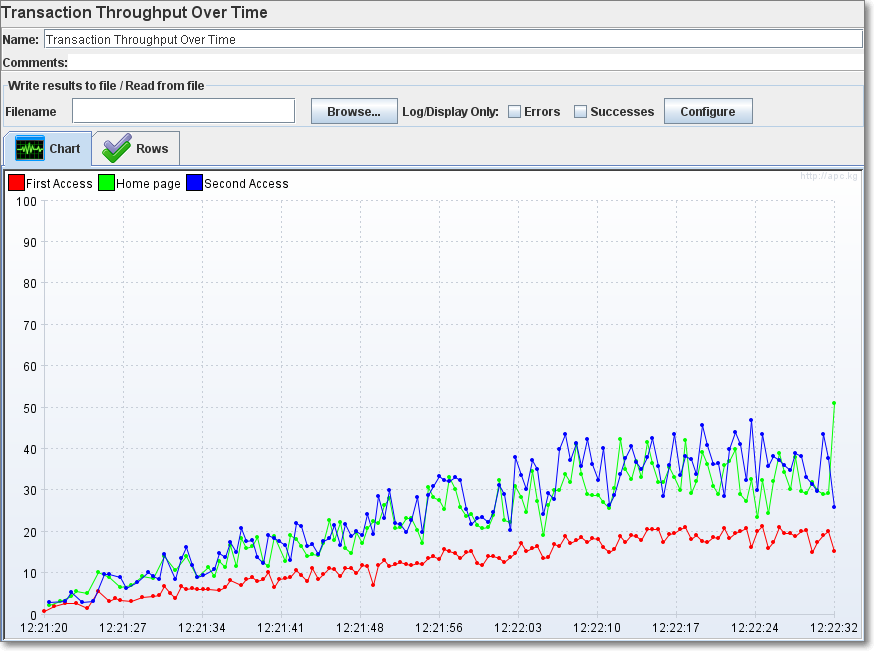 Transaction Throughput Over Time
Name: Transaction Throughput Over Time
Comments:
Write results to file / Read from file
Filename Browse... Log/Display Only: Errors Successes Configure
Chart Rows
http://apc.kg
First Access Home page Second Access
100
90
80
70
60
50
40
30
20
10
0
12:21:20 12:21:27 12:21:34 12:21:41 12:21:48 12:21:56 12:22:03 12:22:10 12:22:17 12:22:24 12:22:32